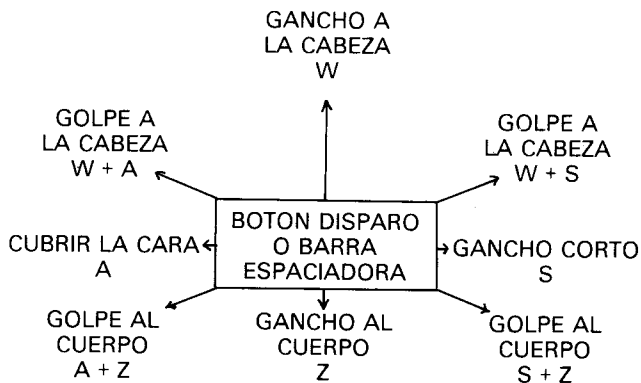 GANCHO A
LA CABEZA
W
GOLPE A
LA CABEZA
W + A
GOLPE A
LA CABEZA
W + S
CUBRIR LA CARA
A
BOTON DISPARO
O BARRA
ESPACIADORA
GANCHO CORTO
S
GOLPE AL
CUERPO
A + Z
GANCHO AL
CUERPO
Z
GOLPE AL
CUERPO
S + Z